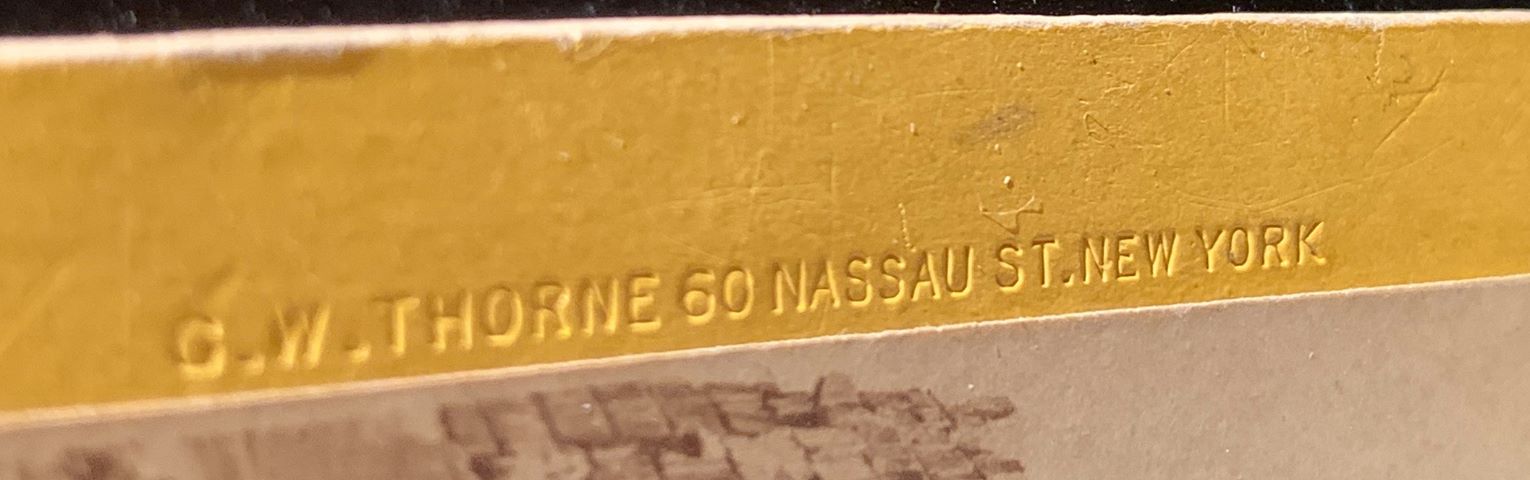 G.W.THORNE 60 NASSAU ST.NEW YORK